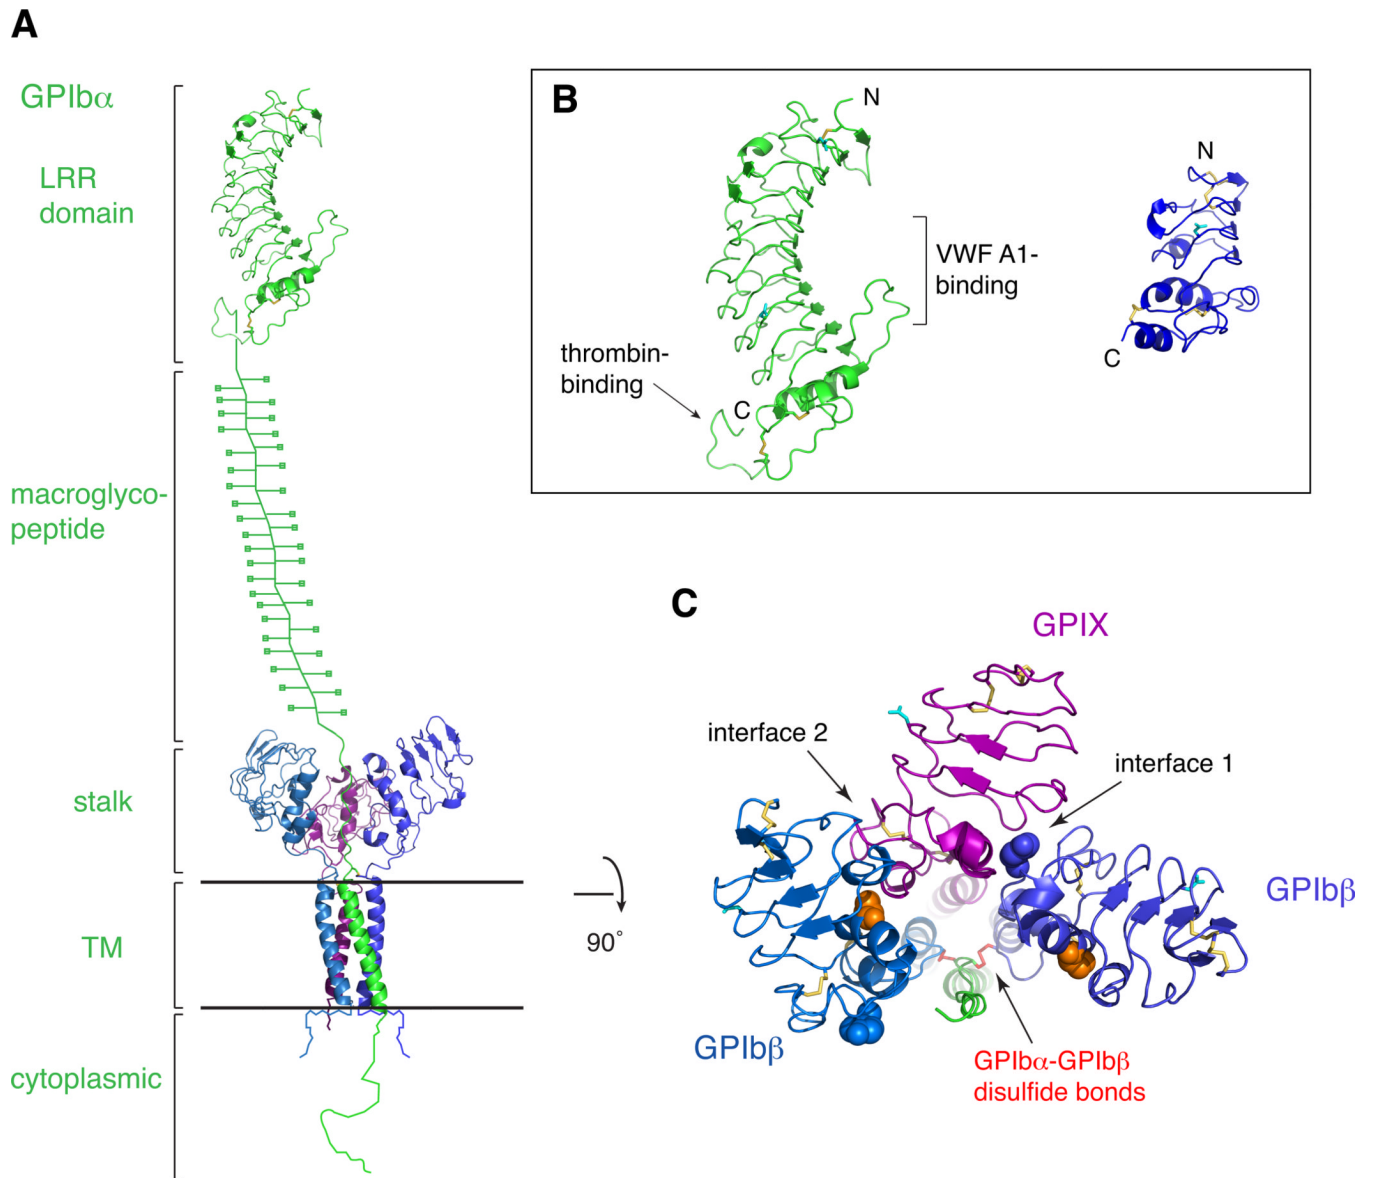 A
GPIbα
LRR
domain
macroglyco-
peptide
stalk
TM
cytoplasmic
90°
B
N
VWF A1-
binding
thrombin-
binding
C
N
C
C
GPIX
interface 2
interface 1
GPIbβ
GPIbβ
GPIbα-GPIbβ
disulfide bonds